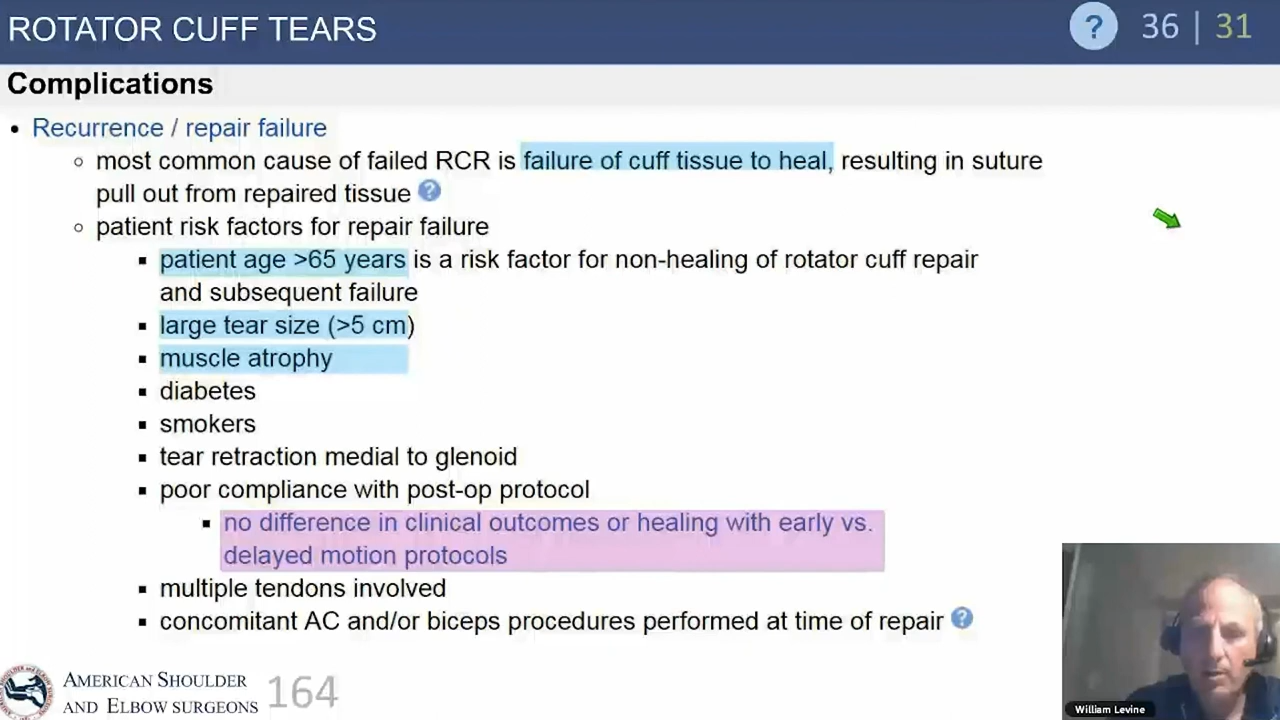 ROTATOR CUFF TEARS
? 36 | 31
Complications
• Recurrence / repair failure
○ most common cause of failed RCR is failure of cuff tissue to heal, resulting in suture
pull out from repaired tissue ?
○ patient risk factors for repair failure
▪ patient age >65 years is a risk factor for non-healing of rotator cuff repair
and subsequent failure
▪ large tear size (>5 cm)
▪ muscle atrophy
▪ diabetes
▪ smokers
▪ tear retraction medial to glenoid
▪ poor compliance with post-op protocol
▪ no difference in clinical outcomes or healing with early vs.
delayed motion protocols
▪ multiple tendons involved
▪ concomitant AC and/or biceps procedures performed at time of repair ?
AMERICAN SHOULDER
AND ELBOW SURGEONS
164
William Levine